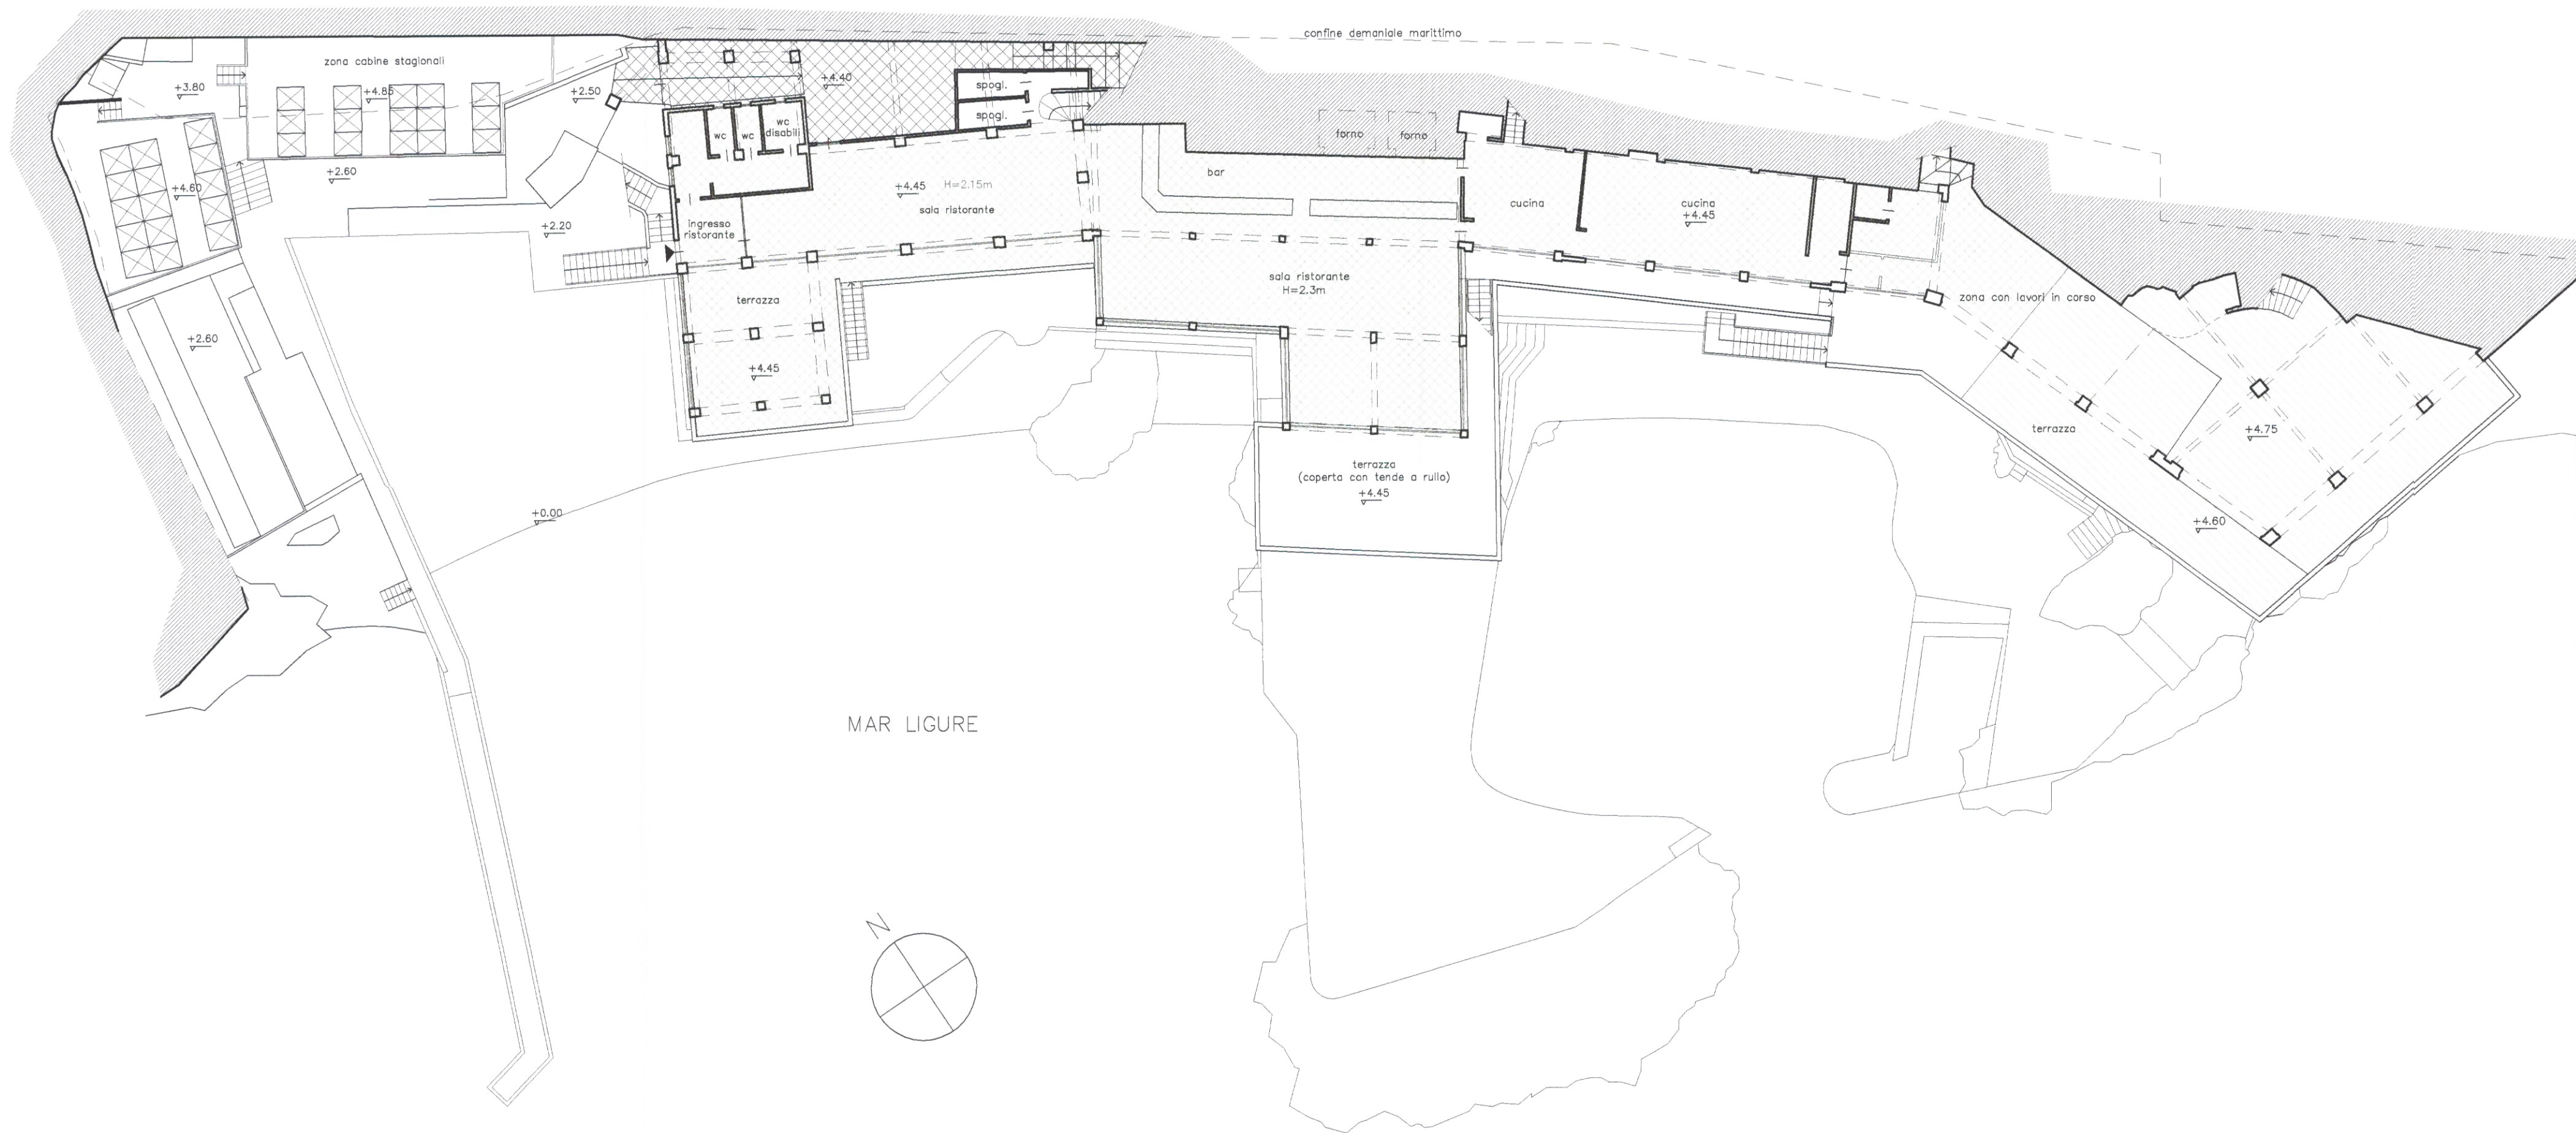 confine demaniale marittimo
zona cabine stagionali
+3.80
+4.85
+2.50
+4.40
spogl.
spogl.
wc
wc
wc
disabili
forno
forno
+4.60
+2.60
bar
+4.45
H=2.15m
sala ristorante
cucina
cucina
+4.45
+2.20
ingresso
ristorante
sala ristorante
H=2.3m
terrazza
zona con lavori in corso
+2.60
+4.45
terrazza
+4.75
terrazza
(coperta con tende a rullo)
+4.45
+0.00
+4.60
MAR LIGURE
N